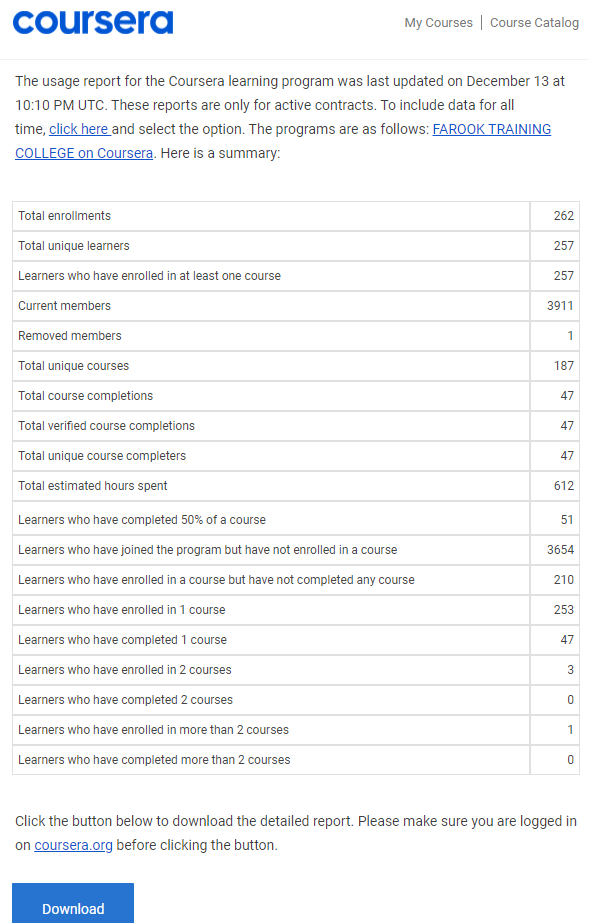 coursera
My Courses | Course Catalog
The usage report for the Coursera learning program was last updated on December 13 at
10:10 PM UTC. These reports are only for active contracts. To include data for all
time, click here and select the option. The programs are as follows: FAROOK TRAINING
COLLEGE on Coursera. Here is a summary:
Total enrollments 262
Total unique learners 257
Learners who have enrolled in at least one course 257
Current members 3911
Removed members 1
Total unique courses 187
Total course completions 47
Total verified course completions 47
Total unique course completers 47
Total estimated hours spent 612
Learners who have completed 50% of a course 51
Learners who have joined the program but have not enrolled in a course 3654
Learners who have enrolled in a course but have not completed any course 210
Learners who have enrolled in 1 course 253
Learners who have completed 1 course 47
Learners who have enrolled in 2 courses 3
Learners who have completed 2 courses 0
Learners who have enrolled in more than 2 courses 1
Learners who have completed more than 2 courses 0
Click the button below to download the detailed report. Please make sure you are logged in
on coursera.org before clicking the button.
Download